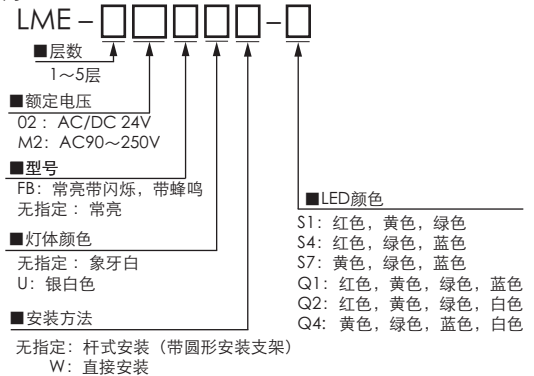 LME-□□□□□-□
■层数
1～5层
■额定电压
02：AC/DC 24V
M2：AC90～250V
■型号
FB：常亮带闪烁，带蜂鸣
无指定：常亮
■灯体颜色
无指定：象牙白
U：银白色
■安装方法
无指定：杆式安装（带圆形安装支架）
W：直接安装
■LED颜色
S1：红色，黄色，绿色
S4：红色，绿色，蓝色
S7：黄色，绿色，蓝色
Q1：红色，黄色，绿色，蓝色
Q2：红色，黄色，绿色，白色
Q4：黄色，绿色，蓝色，白色